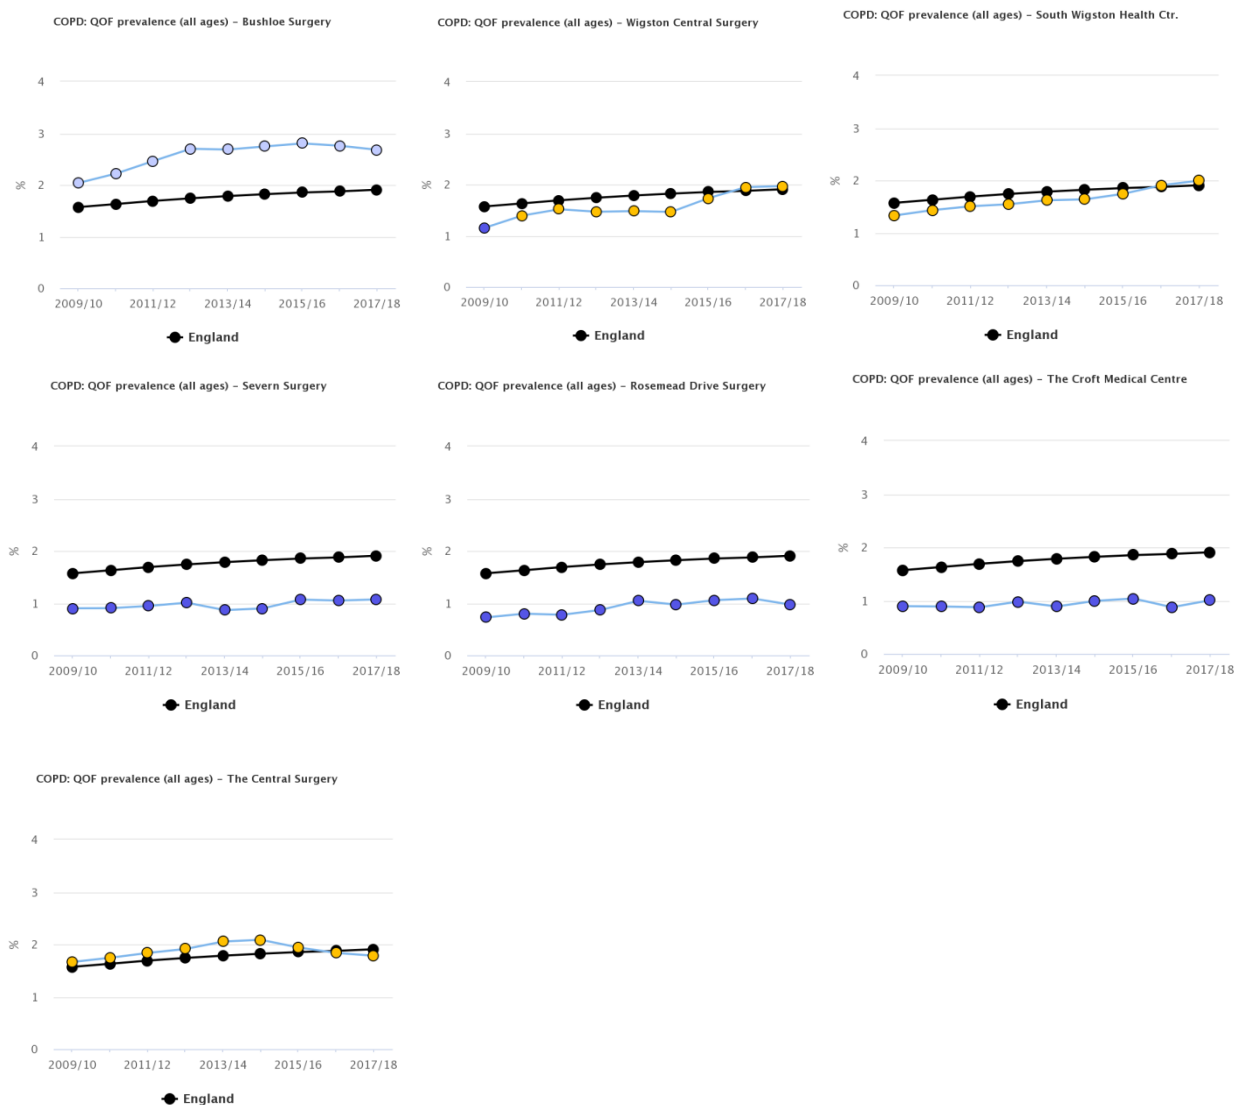 COPD: QOF prevalence (all ages) – Bushloe Surgery
4
3
2
1
0
%
2009/10 2011/12 2013/14 2015/16 2017/18
England
COPD: QOF prevalence (all ages) – Wigston Central Surgery
4
3
2
1
0
%
2009/10 2011/12 2013/14 2015/16 2017/18
England
COPD: QOF prevalence (all ages) – South Wigston Health Ctr.
4
3
2
1
0
%
2009/10 2011/12 2013/14 2015/16 2017/18
England
COPD: QOF prevalence (all ages) – Severn Surgery
4
3
2
1
0
%
2009/10 2011/12 2013/14 2015/16 2017/18
England
COPD: QOF prevalence (all ages) – Rosemead Drive Surgery
4
3
2
1
0
%
2009/10 2011/12 2013/14 2015/16 2017/18
England
COPD: QOF prevalence (all ages) – The Croft Medical Centre
4
3
2
1
0
%
2009/10 2011/12 2013/14 2015/16 2017/18
England
COPD: QOF prevalence (all ages) – The Central Surgery
4
3
2
1
0
%
2009/10 2011/12 2013/14 2015/16 2017/18
England